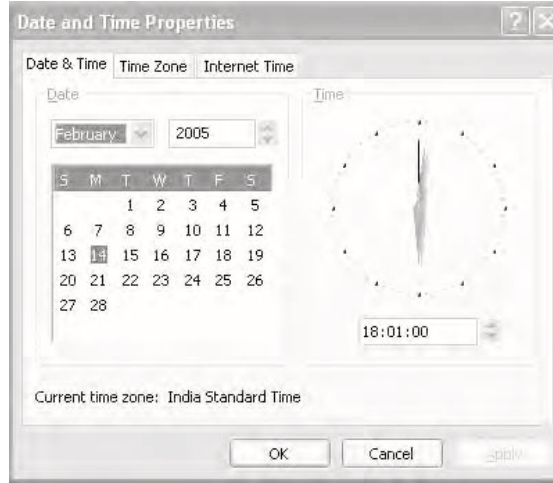 Date and Time Properties
Date & Time Time Zone Internet Time
Date
Time
February 2005
S M T W T F S
1 2 3 4 5
6 7 8 9 10 11 12
13 14 15 16 17 18 19
20 21 22 23 24 25 26
27 28
18:01:00
Current time zone: India Standard Time
OK Cancel Apply